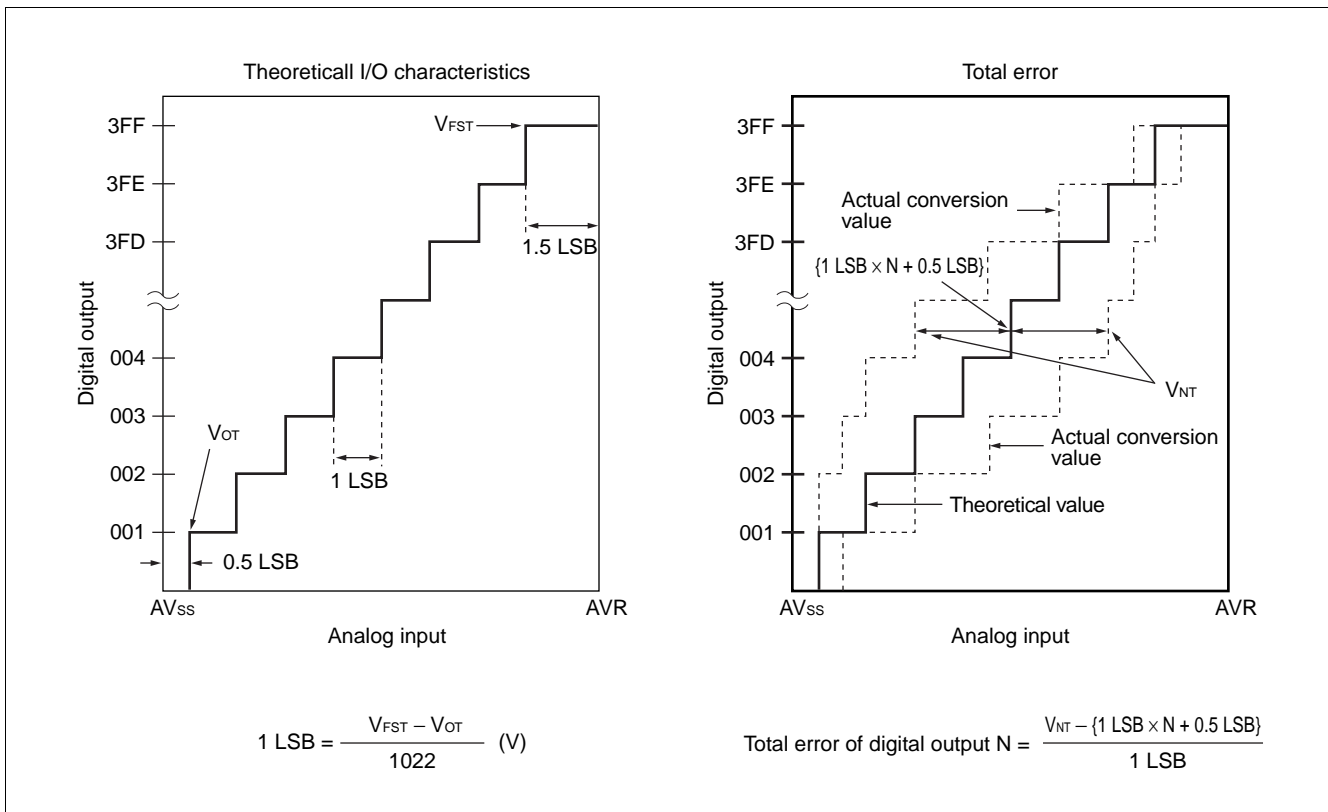 Theoreticall I/O characteristics
3FF
3FE
3FD
004
003
002
001
Digital output
VFST
1.5 LSB
VOT
1 LSB
0.5 LSB
AVSS
AVR
Analog input
1 LSB = VFST – VOT / 1022 (V)
Total error
3FF
3FE
3FD
004
003
002
001
Digital output
Actual conversion
value
{1 LSB × N + 0.5 LSB}
VNT
Actual conversion
value
Theoretical value
AVSS
AVR
Analog input
Total error of digital output N = VNT – {1 LSB × N + 0.5 LSB} / 1 LSB